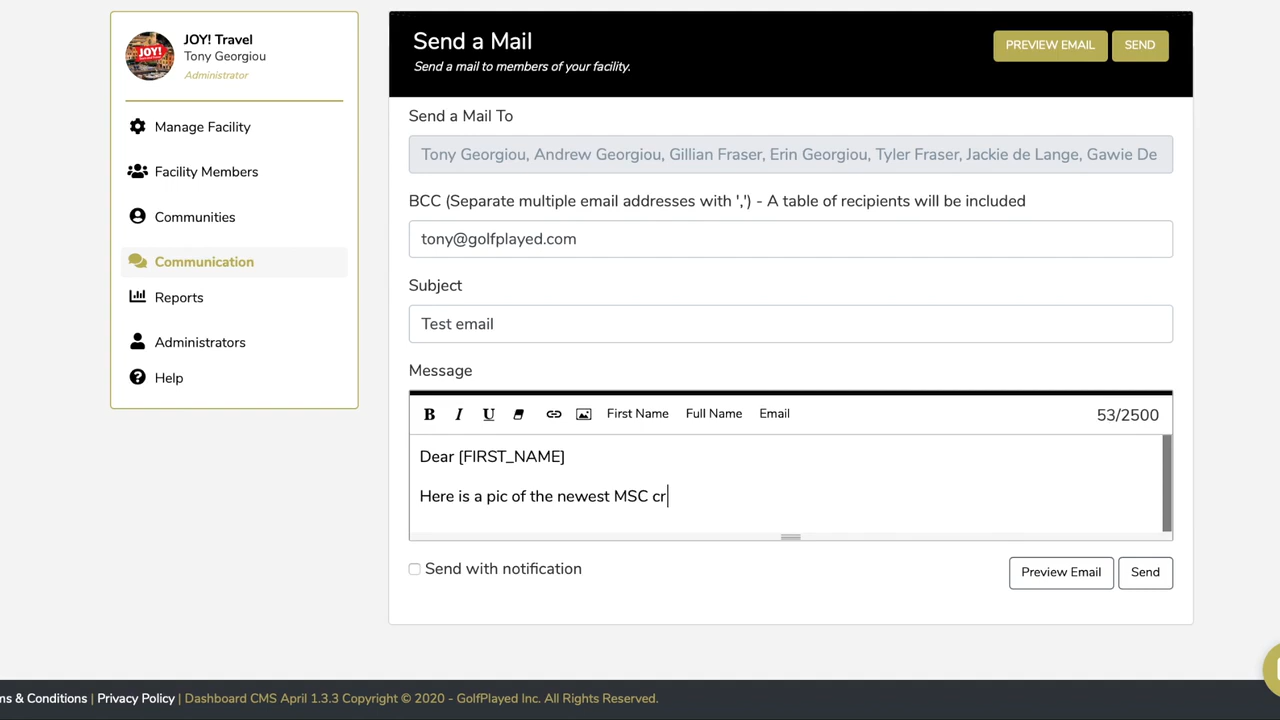 JOY! Travel
Tony Georgiou
Administrator
JOY!
Manage Facility
Facility Members
Communities
Communication
Reports
Administrators
Help
Send a Mail
Send a mail to members of your facility.
PREVIEW EMAIL
SEND
Send a Mail To
Tony Georgiou, Andrew Georgiou, Gillian Fraser, Erin Georgiou, Tyler Fraser, Jackie de Lange, Gawie De
BCC (Separate multiple email addresses with ',') - A table of recipients will be included
tony@golfplayed.com
Subject
Test email
Message
B I U First Name Full Name Email 53/2500
Dear [FIRST_NAME]
Here is a pic of the newest MSC cr
Send with notification
Preview Email
Send
ms & Conditions | Privacy Policy | Dashboard CMS April 1.3.3 Copyright © 2020 - GolfPlayed Inc. All Rights Reserved.